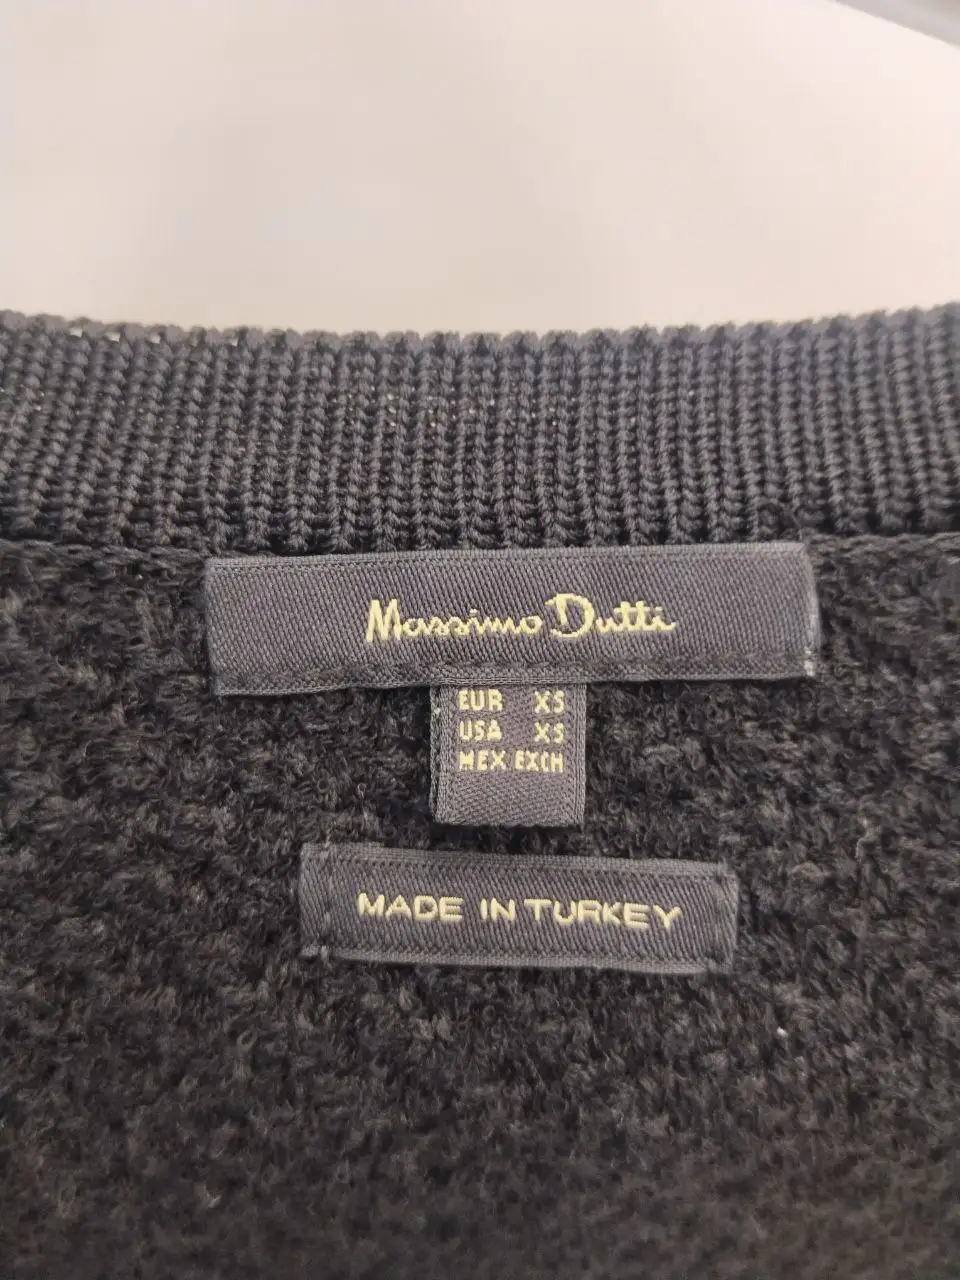 Massimo Dutti
EUR XS
USA XS
MEX EXCH
MADE IN TURKEY